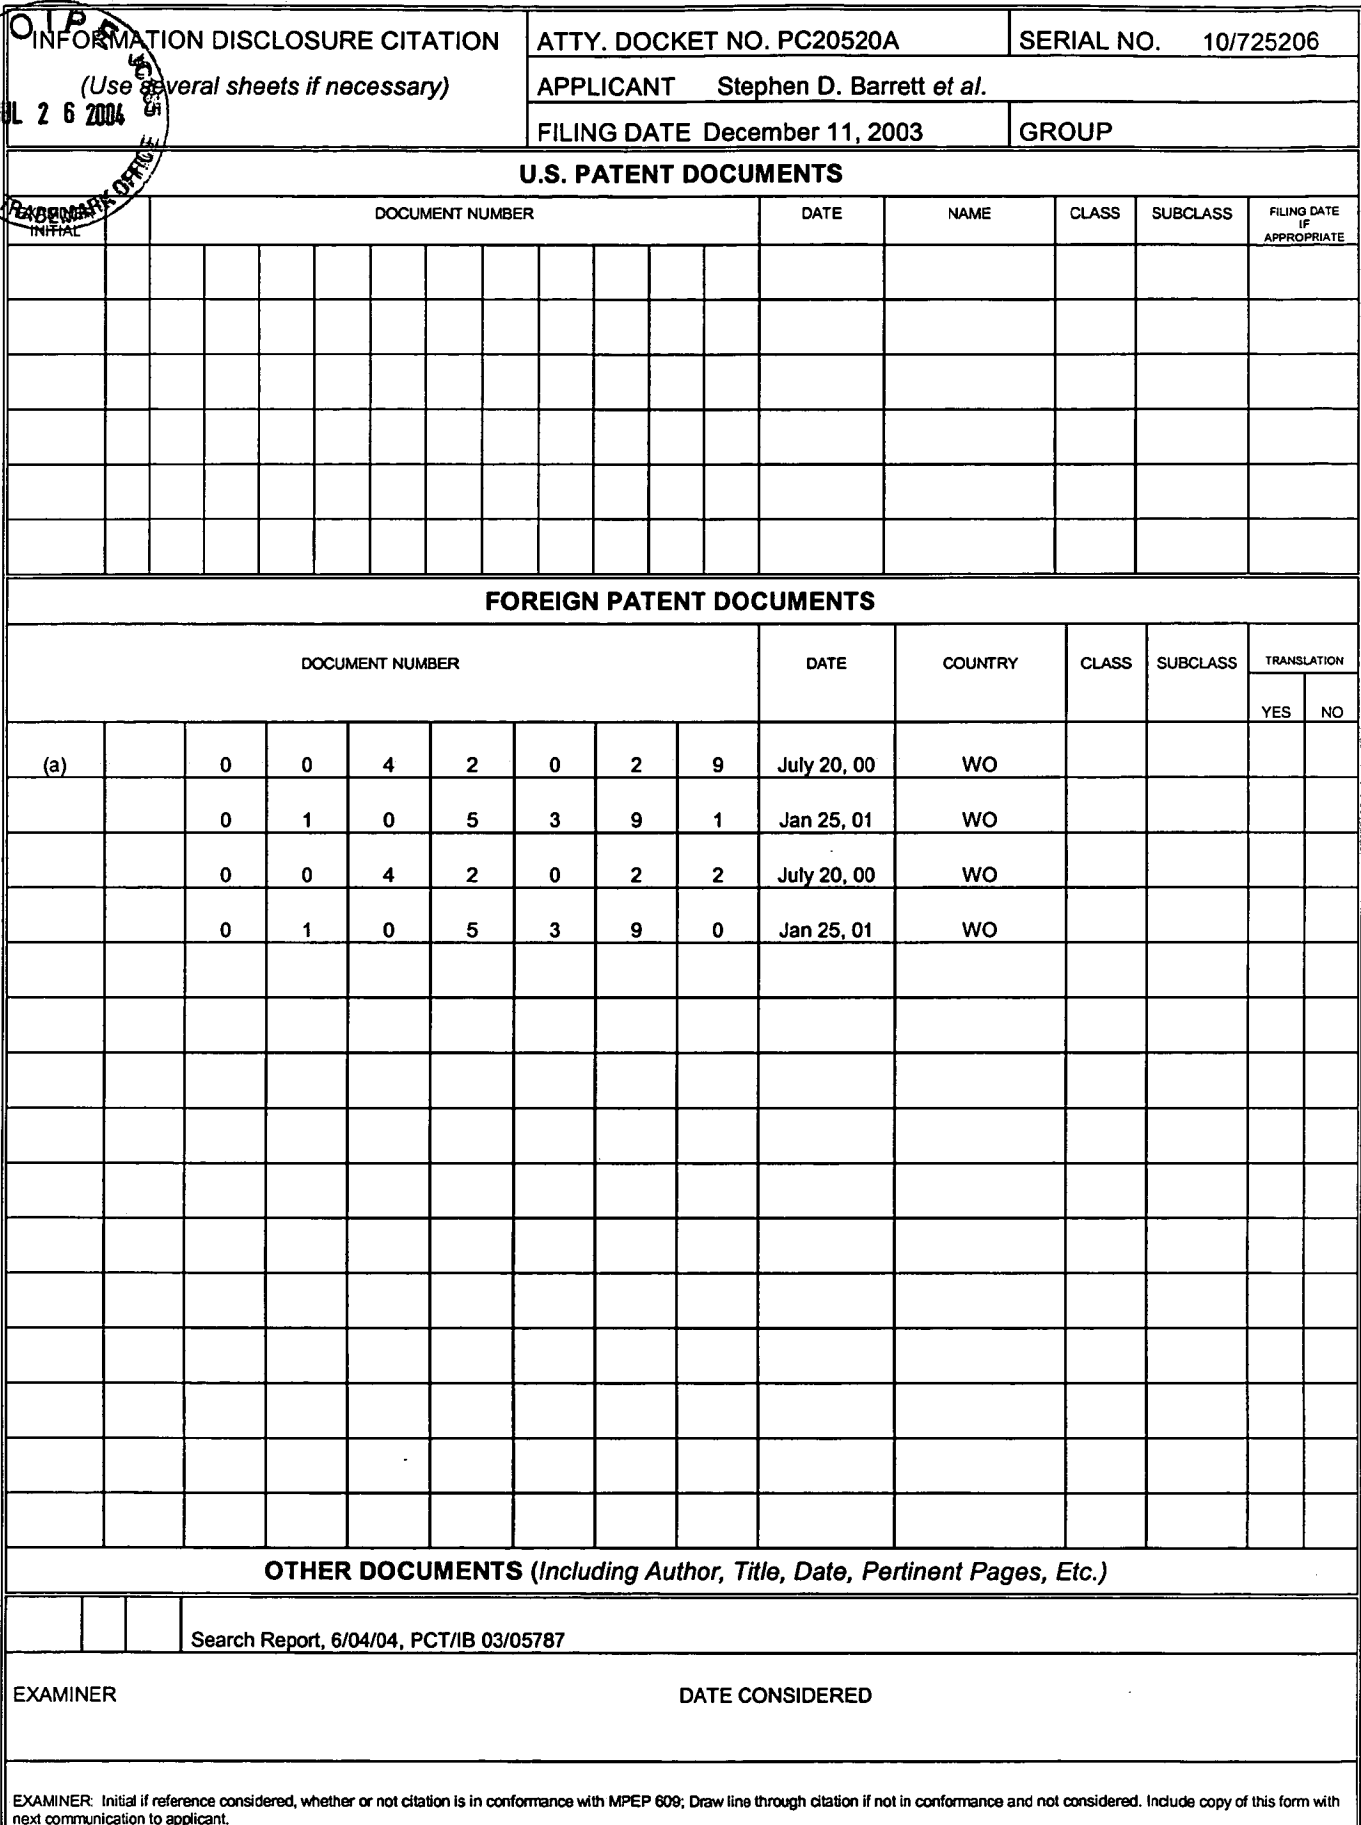 OIPE
INFORMATION DISCLOSURE CITATION
(Use several sheets if necessary)
2 6 2004
ATTY. DOCKET NO. PC20520A
SERIAL NO. 10/725206
APPLICANT Stephen D. Barrett et al.
FILING DATE December 11, 2003
GROUP
U.S. PATENT DOCUMENTS
INITIAL
DOCUMENT NUMBER
DATE
NAME
CLASS
SUBCLASS
FILING DATE
IF
APPROPRIATE
FOREIGN PATENT DOCUMENTS
DOCUMENT NUMBER
DATE
COUNTRY
CLASS
SUBCLASS
TRANSLATION
YES
NO
(a) 0 0 4 2 0 2 9 July 20, 00 WO
0 1 0 5 3 9 1 Jan 25, 01 WO
0 0 4 2 0 2 2 July 20, 00 WO
0 1 0 5 3 9 0 Jan 25, 01 WO
OTHER DOCUMENTS (Including Author, Title, Date, Pertinent Pages, Etc.)
Search Report, 6/04/04, PCT/IB 03/05787
EXAMINER
DATE CONSIDERED
EXAMINER: Initial if reference considered, whether or not citation is in conformance with MPEP 609; Draw line through citation if not in conformance and not considered. Include copy of this form with
next communication to applicant.